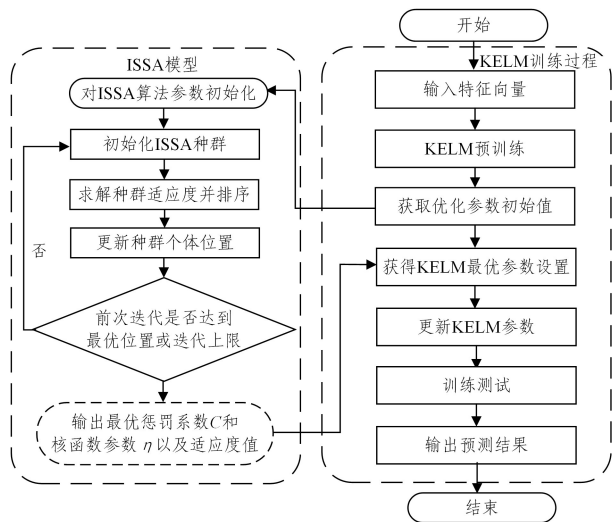 开始
ISSA模型
对ISSA算法参数初始化
初始化ISSA种群
求解种群适应度并排序
更新种群个体位置
否
前次迭代是否达到
最优位置或迭代上限
输出最优惩罚系数C和
核函数参数 η 以及适应度值
KELM训练过程
输入特征向量
KELM预训练
获取优化参数初始值
获得KELM最优参数设置
更新KELM参数
训练测试
输出预测结果
结束